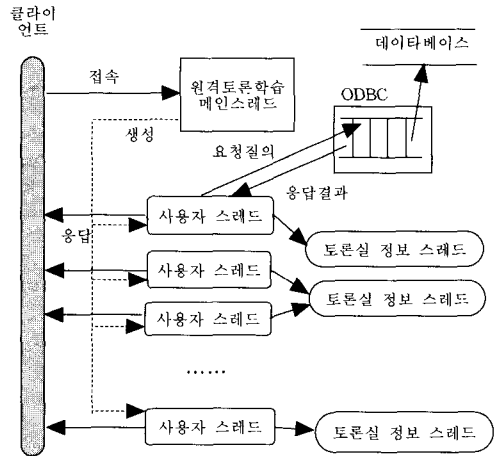 클라이
언트
데이타베이스
접속
원격토론학습
메인스레드
ODBC
생성
요청질의
응답결과
사용자 스레드
응답
토론실 정보 스레드
사용자 스레드
토론실 정보 스레드
사용자 스레드
……
사용자 스레드
토론실 정보 스레드